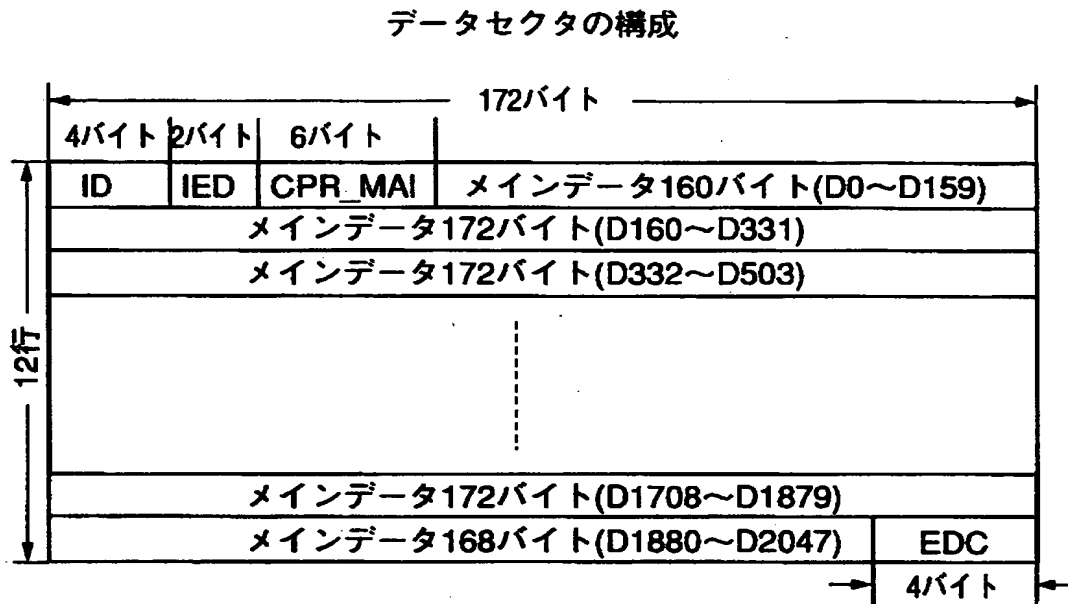 データセクタの構成
172バイト
4バイト 2バイト 6バイト
ID IED CPR_MAI メインデータ160バイト(D0～D159)
メインデータ172バイト(D160～D331)
メインデータ172バイト(D332～D503)
12行
メインデータ172バイト(D1708～D1879)
メインデータ168バイト(D1880～D2047) EDC
4バイト